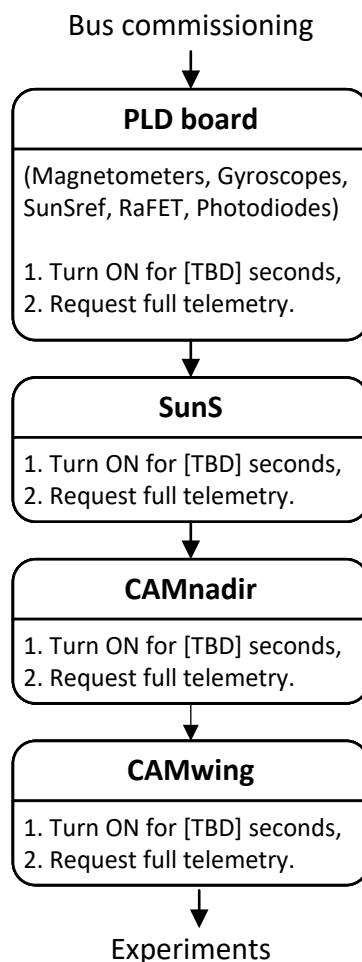 Bus commissioning
PLD board
(Magnetometers, Gyroscopes,
SunSref, RaFET, Photodiodes)
1. Turn ON for [TBD] seconds,
2. Request full telemetry.
SunS
1. Turn ON for [TBD] seconds,
2. Request full telemetry.
CAMnadir
1. Turn ON for [TBD] seconds,
2. Request full telemetry.
CAMwing
1. Turn ON for [TBD] seconds,
2. Request full telemetry.
Experiments